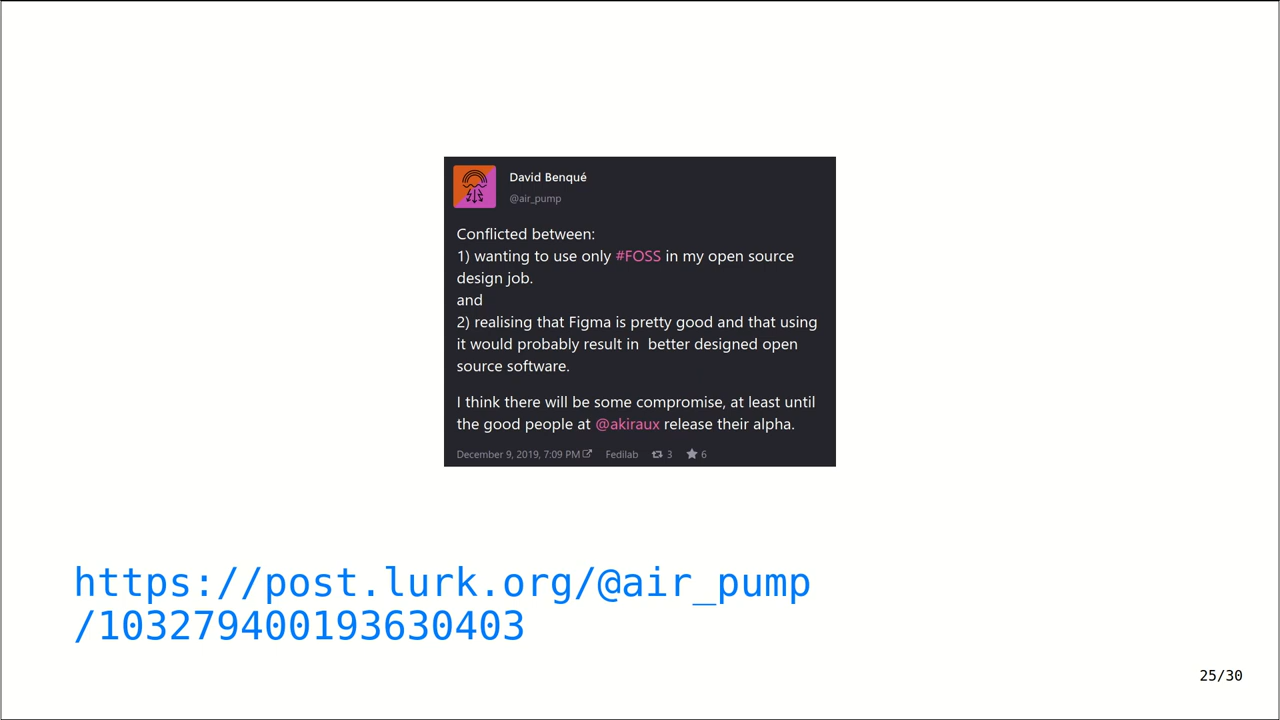 David Benqué
@air_pump
Conflicted between:
1) wanting to use only #FOSS in my open source
design job.
and
2) realising that Figma is pretty good and that using
it would probably result in  better designed open
source software.
I think there will be some compromise, at least until
the good people at @akiraux release their alpha.
December 9, 2019, 7:09 PM Fedilab 3 6
https://post.lurk.org/@air_pump
/103279400193630403
25/30